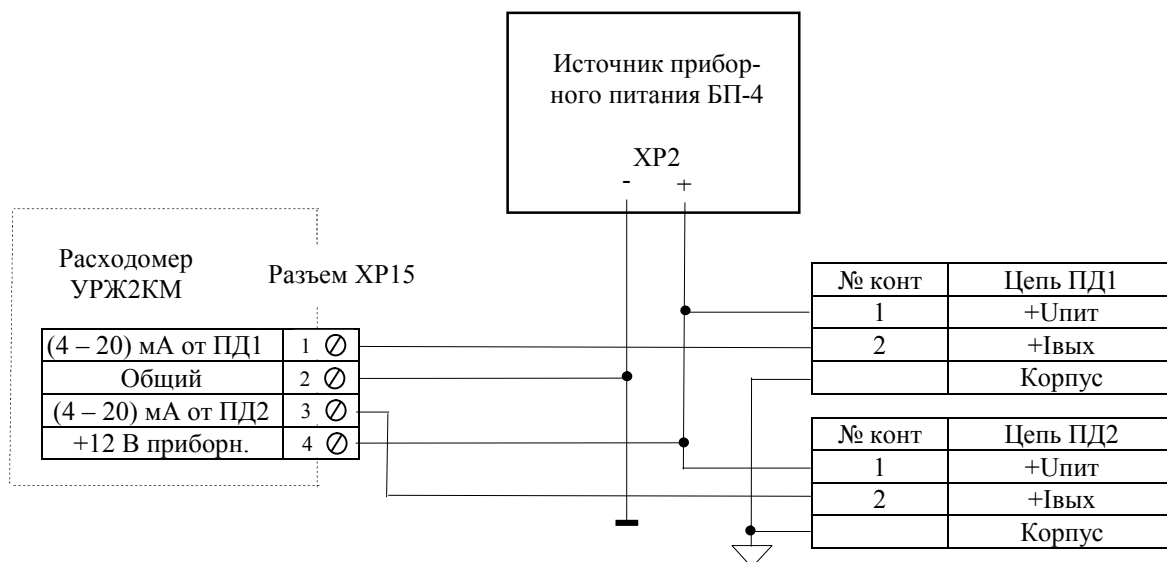 Источник прибор-
ного питания БП-4
XP2
- +
Расходомер
УРЖ2КМ
Разъем XP15
(4 – 20) мА от ПД1 1
Общий 2
(4 – 20) мА от ПД2 3
+12 В приборн. 4
№ конт Цепь ПД1
1 +Uпит
2 +Iвых
Корпус
№ конт Цепь ПД2
1 +Uпит
2 +Iвых
Корпус